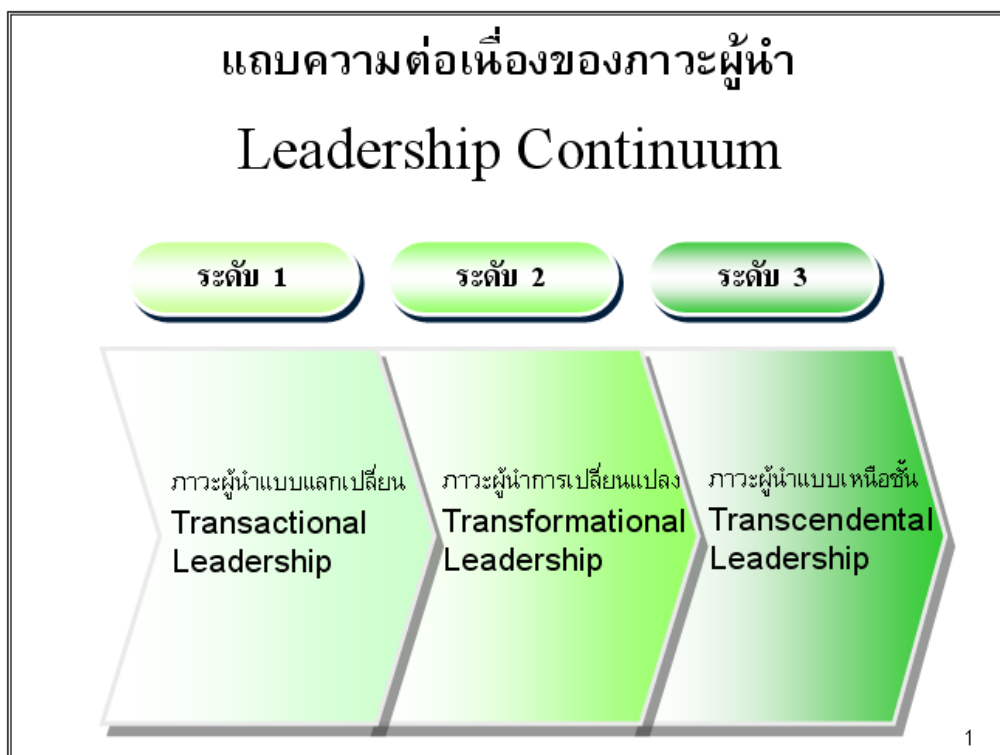 แถบความต่อเนื่องของภาวะผู้นำ
Leadership Continuum
ระดับ 1
ระดับ 2
ระดับ 3
ภาวะผู้นำแบบแลกเปลี่ยน
Transactional
Leadership
ภาวะผู้นำการเปลี่ยนแปลง
Transformational
Leadership
ภาวะผู้นำแบบเหนือชั้น
Transcendental
Leadership
1